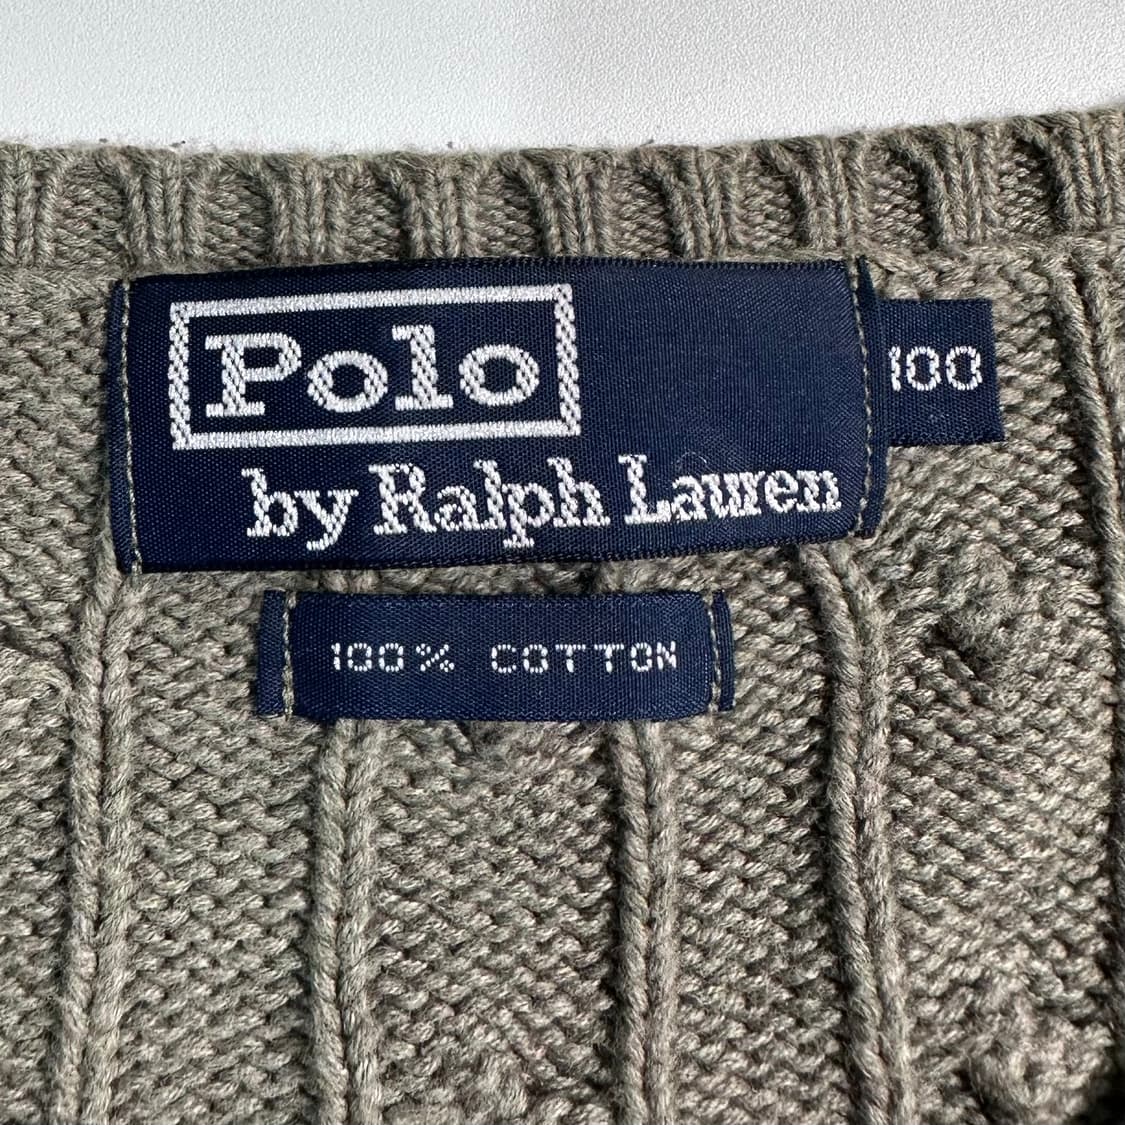 Polo
by Ralph Lauren
100
100% COTTON